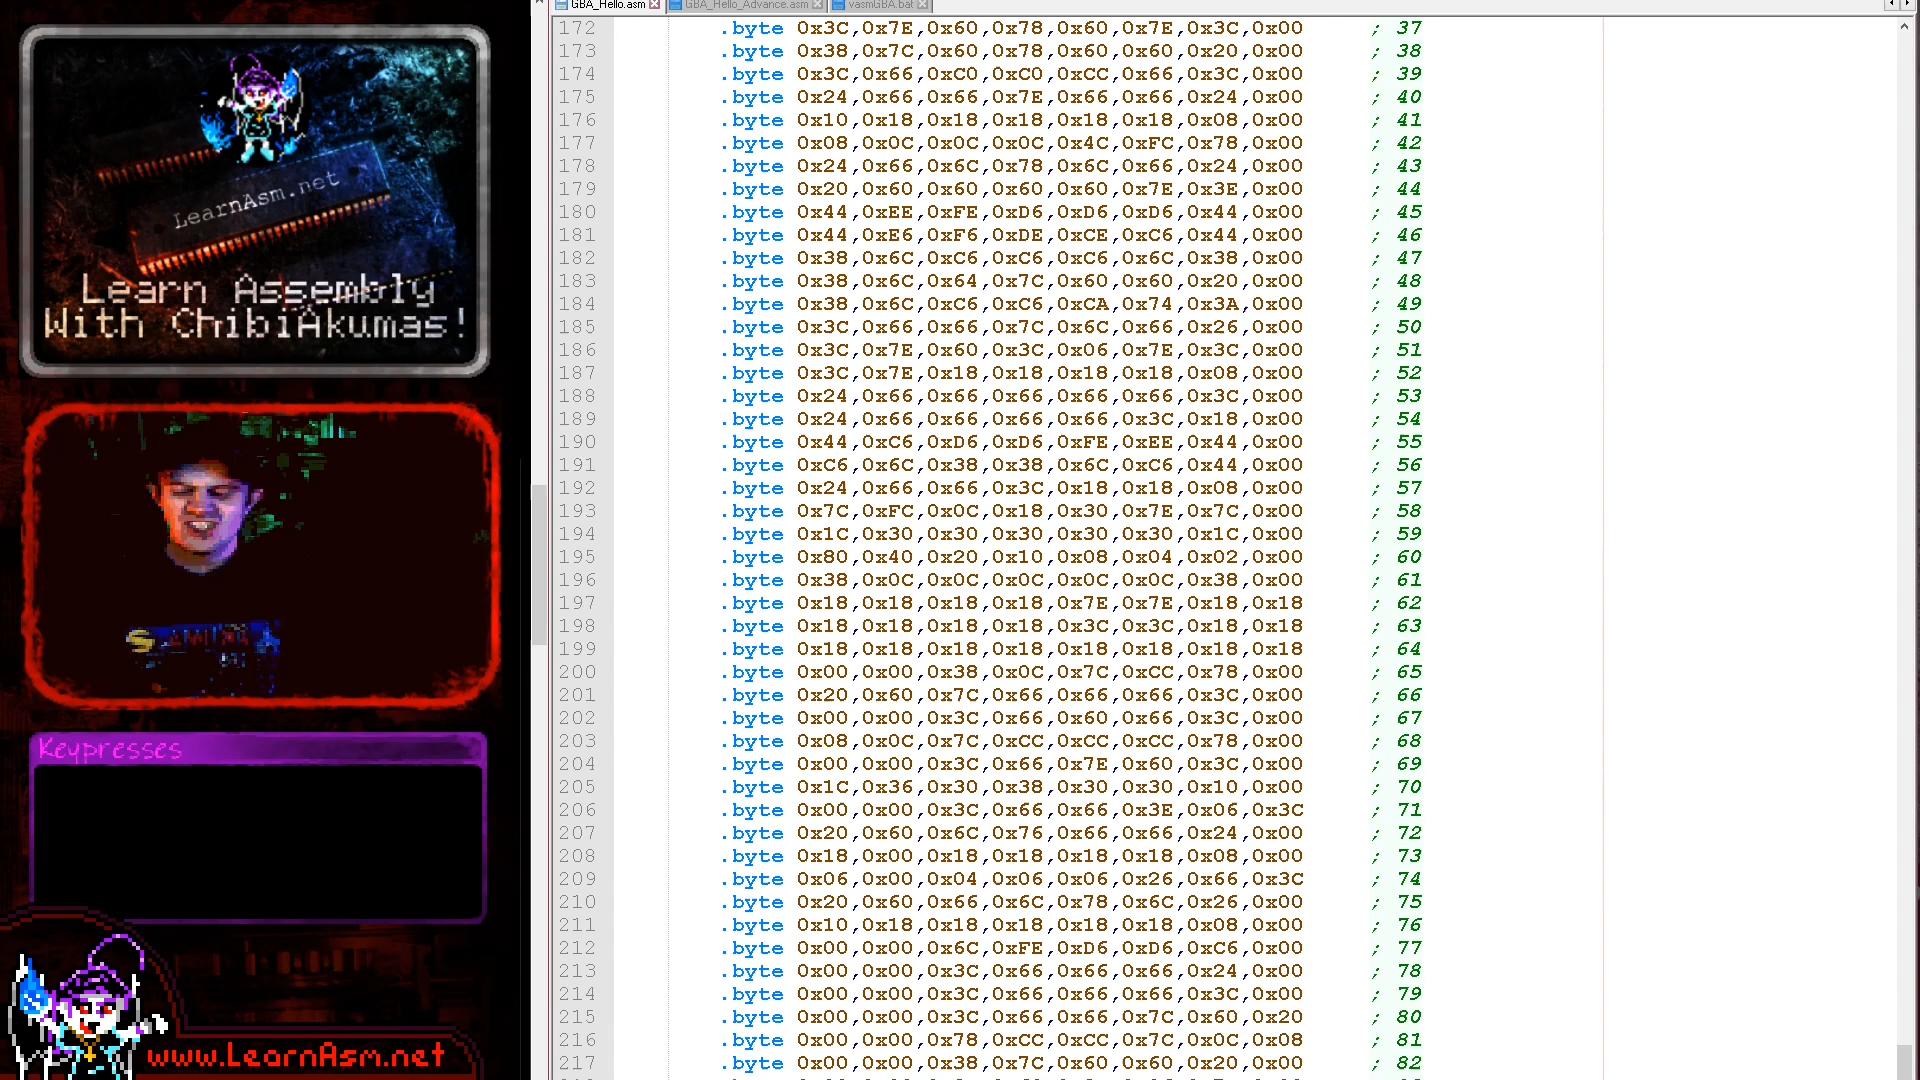 GBA_Hello.asm GBA_Hello_Advance.asm vasmGBA.bat
LearnAsm.net
Learn Assembly
With ChibiAkumas!
Keypresses
www.LearnAsm.net
172 .byte 0x3C,0x7E,0x60,0x78,0x60,0x7E,0x3C,0x00 ; 37
173 .byte 0x38,0x7C,0x60,0x78,0x60,0x60,0x20,0x00 ; 38
174 .byte 0x3C,0x66,0xC0,0xC0,0xCC,0x66,0x3C,0x00 ; 39
175 .byte 0x24,0x66,0x66,0x7E,0x66,0x66,0x24,0x00 ; 40
176 .byte 0x10,0x18,0x18,0x18,0x18,0x18,0x08,0x00 ; 41
177 .byte 0x08,0x0C,0x0C,0x0C,0x4C,0xFC,0x78,0x00 ; 42
178 .byte 0x24,0x66,0x6C,0x78,0x6C,0x66,0x24,0x00 ; 43
179 .byte 0x20,0x60,0x60,0x60,0x60,0x7E,0x3E,0x00 ; 44
180 .byte 0x44,0xEE,0xFE,0xD6,0xD6,0xD6,0x44,0x00 ; 45
181 .byte 0x44,0xE6,0xF6,0xDE,0xCE,0xC6,0x44,0x00 ; 46
182 .byte 0x38,0x6C,0xC6,0xC6,0xC6,0x6C,0x38,0x00 ; 47
183 .byte 0x38,0x6C,0x64,0x7C,0x60,0x60,0x20,0x00 ; 48
184 .byte 0x38,0x6C,0xC6,0xC6,0xCA,0x74,0x3A,0x00 ; 49
185 .byte 0x3C,0x66,0x66,0x7C,0x6C,0x66,0x26,0x00 ; 50
186 .byte 0x3C,0x7E,0x60,0x3C,0x06,0x7E,0x3C,0x00 ; 51
187 .byte 0x3C,0x7E,0x18,0x18,0x18,0x18,0x08,0x00 ; 52
188 .byte 0x24,0x66,0x66,0x66,0x66,0x66,0x3C,0x00 ; 53
189 .byte 0x24,0x66,0x66,0x66,0x66,0x3C,0x18,0x00 ; 54
190 .byte 0x44,0xC6,0xD6,0xD6,0xFE,0xEE,0x44,0x00 ; 55
191 .byte 0xC6,0x6C,0x38,0x38,0x6C,0xC6,0x44,0x00 ; 56
192 .byte 0x24,0x66,0x66,0x3C,0x18,0x18,0x08,0x00 ; 57
193 .byte 0x7C,0xFC,0x0C,0x18,0x30,0x7E,0x7C,0x00 ; 58
194 .byte 0x1C,0x30,0x30,0x30,0x30,0x30,0x1C,0x00 ; 59
195 .byte 0x80,0x40,0x20,0x10,0x08,0x04,0x02,0x00 ; 60
196 .byte 0x38,0x0C,0x0C,0x0C,0x0C,0x0C,0x38,0x00 ; 61
197 .byte 0x18,0x18,0x18,0x18,0x7E,0x7E,0x18,0x18 ; 62
198 .byte 0x18,0x18,0x18,0x18,0x3C,0x3C,0x18,0x18 ; 63
199 .byte 0x18,0x18,0x18,0x18,0x18,0x18,0x18,0x18 ; 64
200 .byte 0x00,0x00,0x38,0x0C,0x7C,0xCC,0x78,0x00 ; 65
201 .byte 0x20,0x60,0x7C,0x66,0x66,0x66,0x3C,0x00 ; 66
202 .byte 0x00,0x00,0x3C,0x66,0x60,0x66,0x3C,0x00 ; 67
203 .byte 0x08,0x0C,0x7C,0xCC,0xCC,0xCC,0x78,0x00 ; 68
204 .byte 0x00,0x00,0x3C,0x66,0x7E,0x60,0x3C,0x00 ; 69
205 .byte 0x1C,0x36,0x30,0x38,0x30,0x30,0x10,0x00 ; 70
206 .byte 0x00,0x00,0x3C,0x66,0x66,0x3E,0x06,0x3C ; 71
207 .byte 0x20,0x60,0x6C,0x76,0x66,0x66,0x24,0x00 ; 72
208 .byte 0x18,0x00,0x18,0x18,0x18,0x18,0x08,0x00 ; 73
209 .byte 0x06,0x00,0x04,0x06,0x06,0x26,0x66,0x3C ; 74
210 .byte 0x20,0x60,0x66,0x6C,0x78,0x6C,0x26,0x00 ; 75
211 .byte 0x10,0x18,0x18,0x18,0x18,0x18,0x08,0x00 ; 76
212 .byte 0x00,0x00,0x6C,0xFE,0xD6,0xD6,0xC6,0x00 ; 77
213 .byte 0x00,0x00,0x3C,0x66,0x66,0x66,0x24,0x00 ; 78
214 .byte 0x00,0x00,0x3C,0x66,0x66,0x66,0x3C,0x00 ; 79
215 .byte 0x00,0x00,0x3C,0x66,0x66,0x7C,0x60,0x20 ; 80
216 .byte 0x00,0x00,0x78,0xCC,0xCC,0x7C,0x0C,0x08 ; 81
217 .byte 0x00,0x00,0x38,0x7C,0x60,0x60,0x20,0x00 ; 82